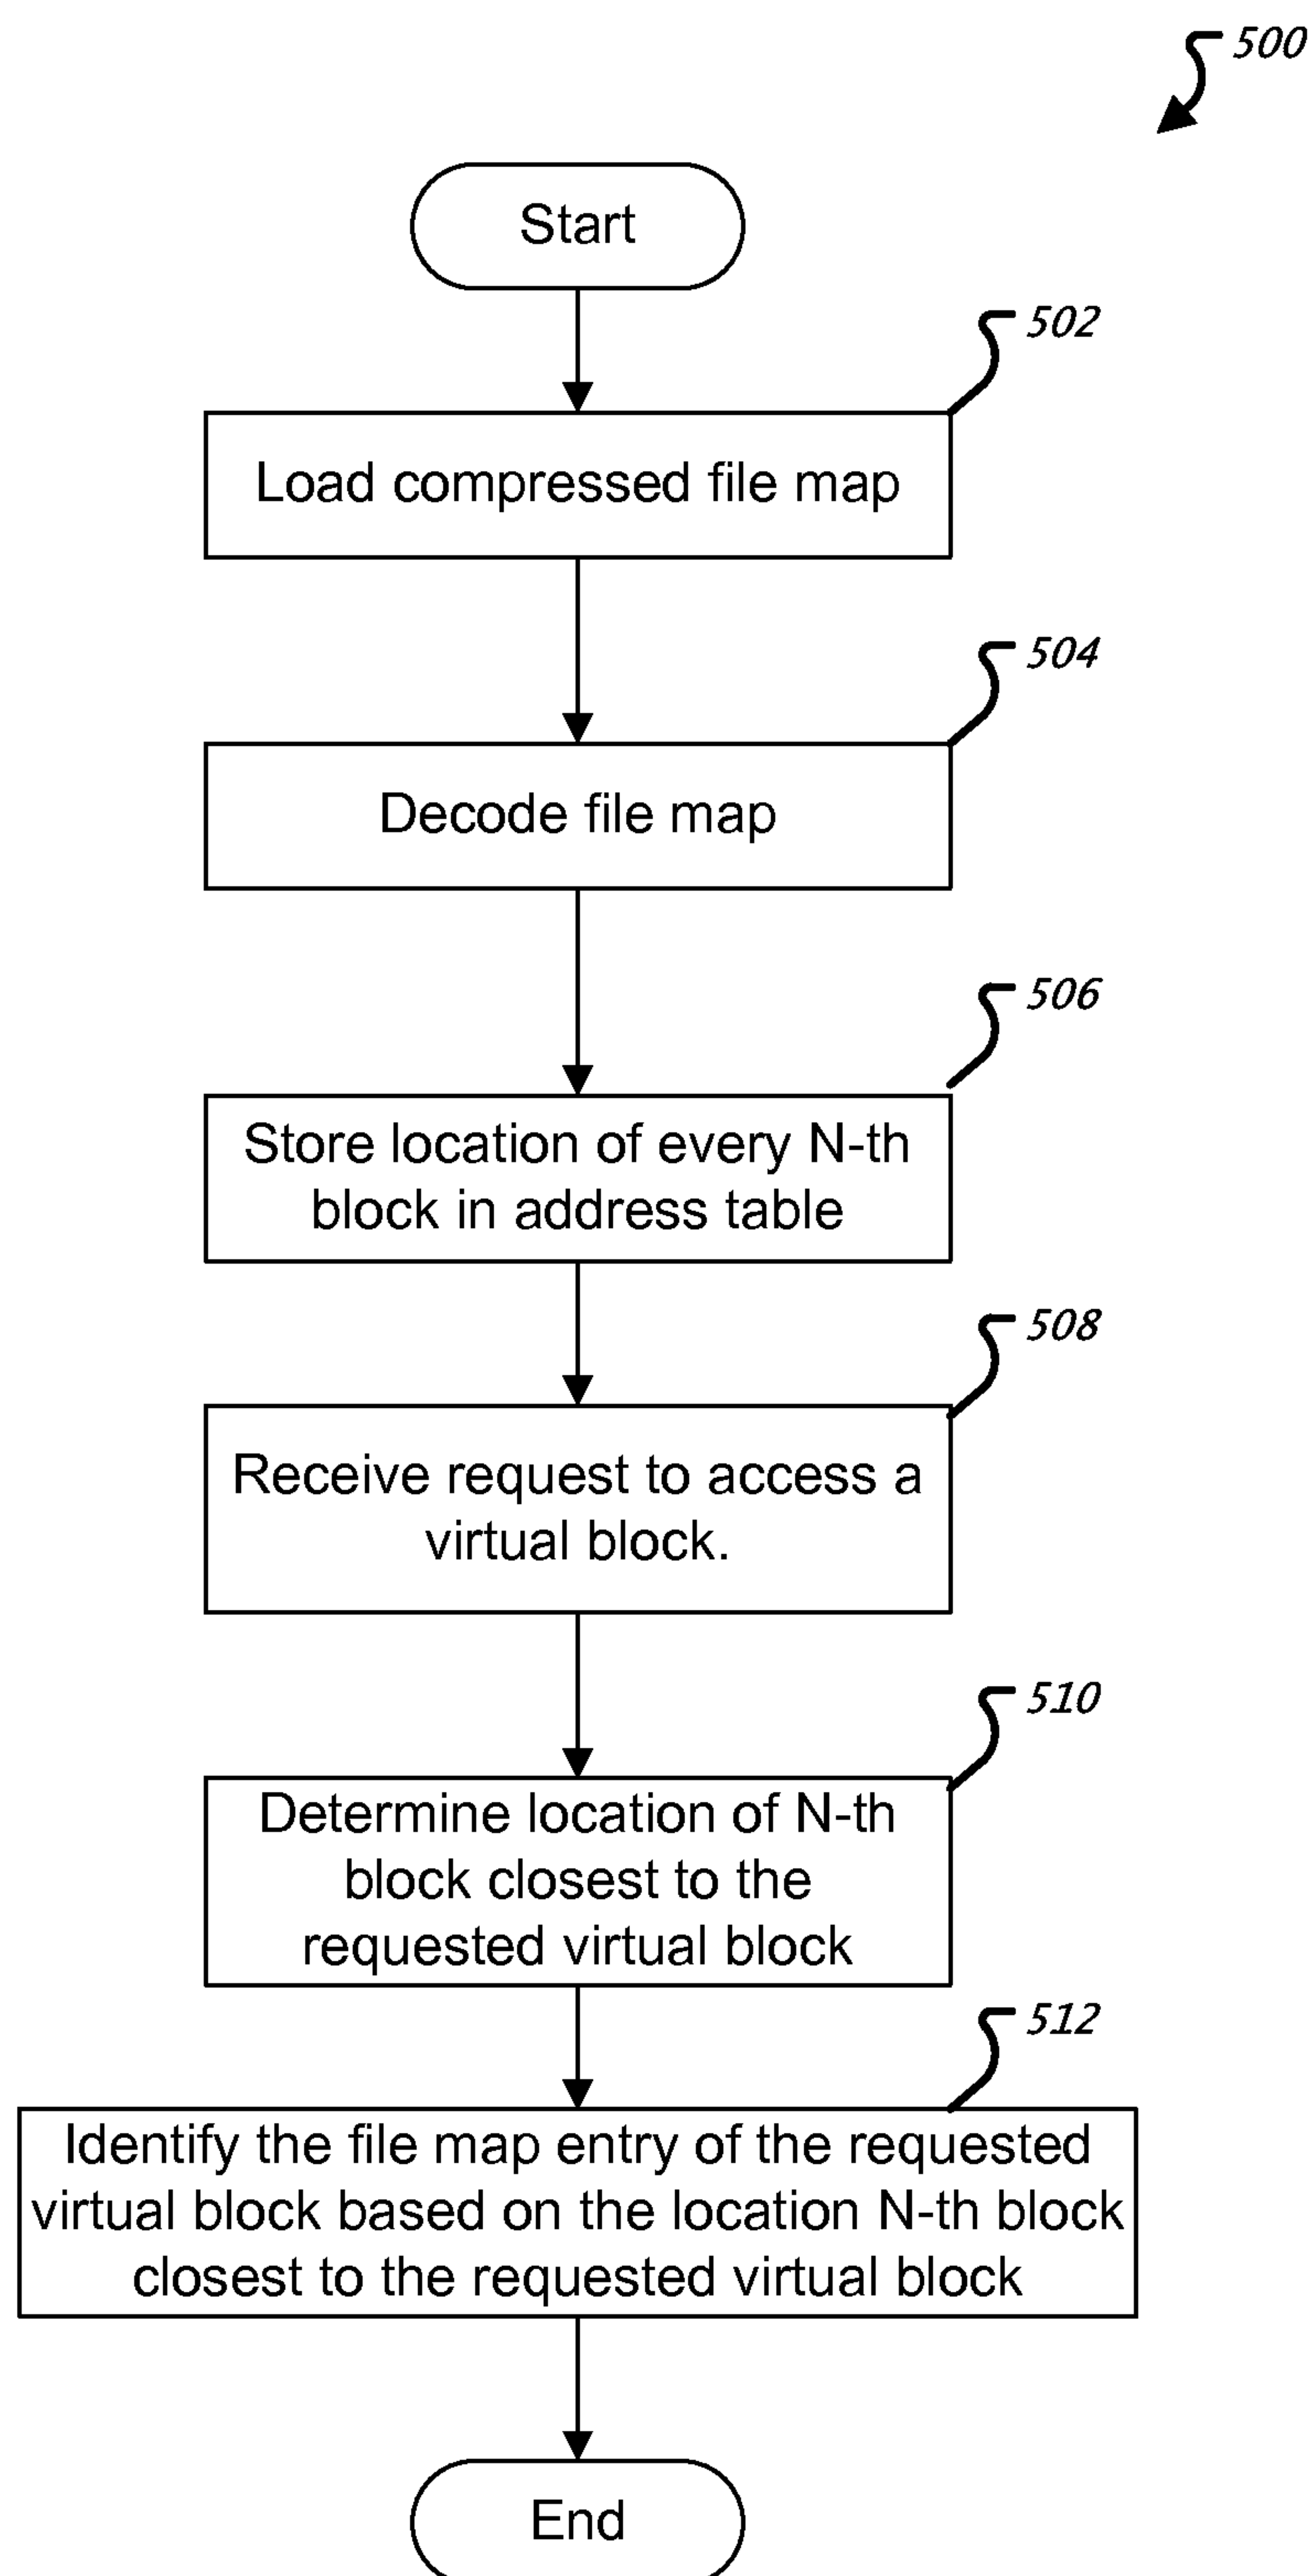 500
Start
502
Load compressed file map
504
Decode file map
506
Store location of every N-th
block in address table
508
Receive request to access a
virtual block.
510
Determine location of N-th
block closest to the
requested virtual block
512
Identify the file map entry of the requested
virtual block based on the location N-th block
closest to the requested virtual block
End